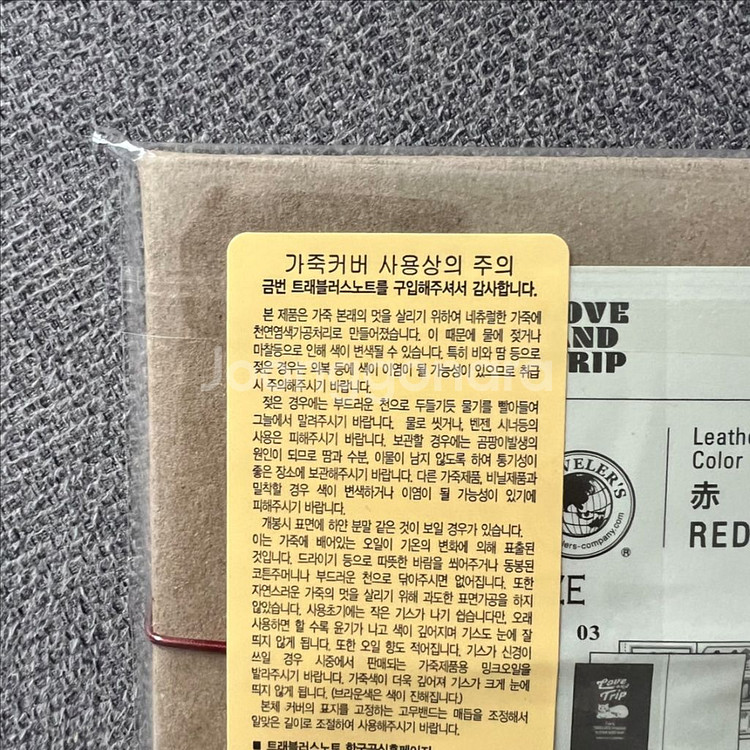 가죽커버 사용상의 주의
금번 트래블러스노트를 구입해주셔서 감사합니다.
본 제품은 가죽 본래의 멋을 살리기 위하여 네츄럴한 가죽에
천연염색가공처리로 만들어졌습니다. 이 때문에 물에 젖거나
마찰등으로 인해 색이 변색될 수 있습니다. 특히 비와 땀 등으로
젖은 경우는 의복 등에 색이 이염이 될 가능성이 있으므로 취급
시 주의해주시기 바랍니다.
젖은 경우에는 부드러운 천으로 두들기듯 물기를 빨아들여
그늘에서 말려주시기 바랍니다. 물로 씻거나, 벤젠, 시너등의
사용은 피해주시기 바랍니다. 보관할 경우에는 곰팡이발생의
원인이 되므로 땀과 수분, 이물이 남지 않도록 하여 통기성이
좋은 장소에 보관해주시기 바랍니다. 다른 가죽제품, 비닐제품과
밀착할 경우 색이 변색하거나 이염이 될 가능성이 있기에
피해주시기 바랍니다.
개봉시 표면에 하얀 분말 같은 것이 보일 경우가 있습니다.
이는 가죽에 배어있는 오일이 기온의 변화에 의해 표출된
것입니다. 드라이기 등으로 따뜻한 바람을 쐬어주거나 동봉된
코튼주머니나 부드러운 천으로 닦아주시면 없어집니다. 또한
자연스러운 가죽의 멋을 살리기 위해 과도한 표면가공을 하지
않았습니다. 사용초기에는 작은 기스가 나기 쉽습니다만, 오래
사용하면 할 수록 윤기가 나고 색이 깊어지며 기스도 눈에 잘
띄지 않게 됩니다. 또한 오일 향도 적어집니다. 기스가 신경이
쓰일 경우 시중에서 판매되는 가죽제품용 밍크오일을
발라주시기 바랍니다. 가죽색이 더욱 깊어져 기스가 크게 눈에
띄지 않게 됩니다. (브라운색은 색이 진해집니다.)
본체 커버의 표지를 고정하는 고무밴드는 매듭을 조정해서
알맞은 길이로 조절하여 사용해주시기 바랍니다.
■ 트래블러스노트 한국공식홈페이지
LOVE
AND
TRIP
Leather
Color
赤
RED
03
Love
and
Trip
Joonggonara